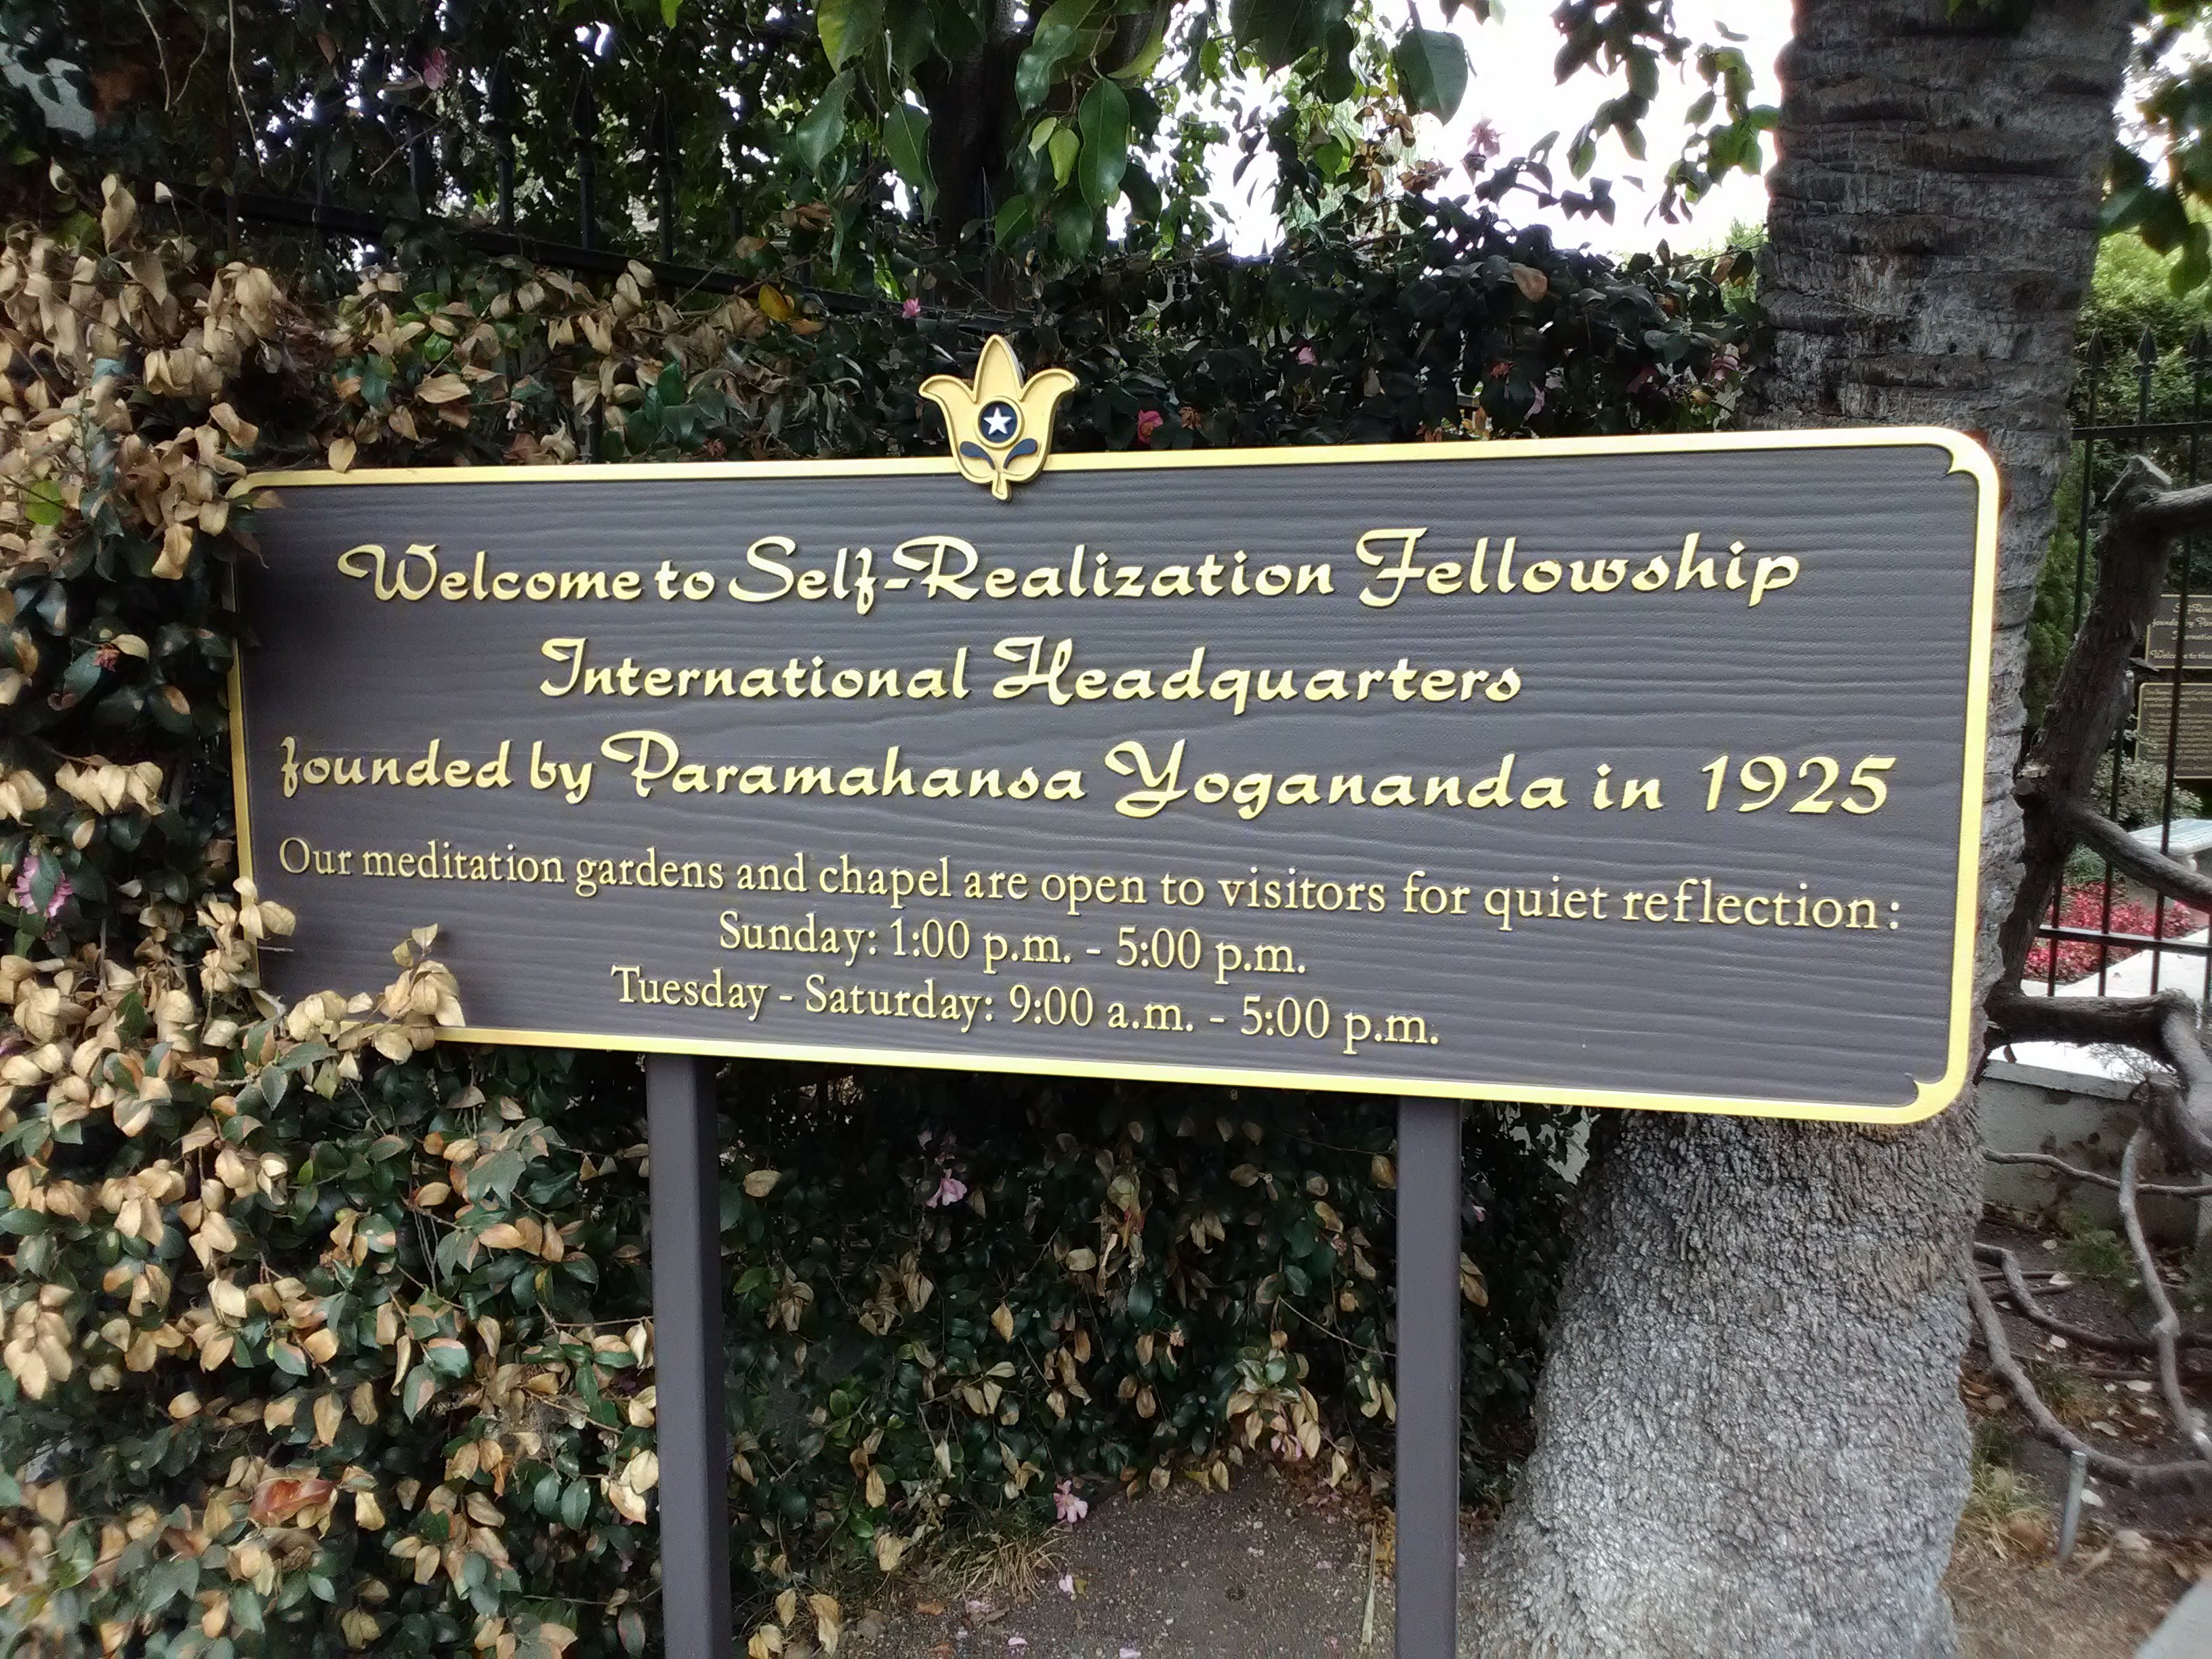 Welcome to Self-Realization Fellowship
International Headquarters
founded by Paramahansa Yogananda in 1925
Our meditation gardens and chapel are open to visitors for quiet reflection:
Sunday: 1:00 p.m. - 5:00 p.m.
Tuesday - Saturday: 9:00 a.m. - 5:00 p.m.